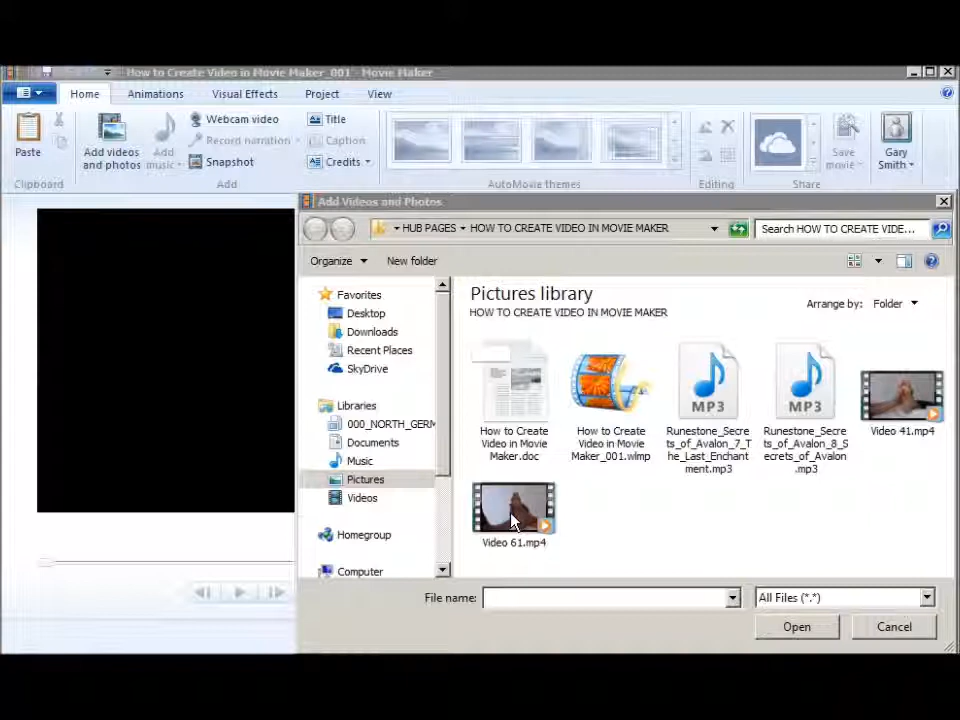 How to Create Video in Movie Maker_001 - Movie Maker
Home Animations Visual Effects Project View
Paste
Clipboard
Add videos
and photos
Add
music
Webcam video
Record narration
Snapshot
Title
Caption
Credits
Add
AutoMovie themes
Editing
Share
Save
movie
Gary
Smith
Add Videos and Photos
HUB PAGES HOW TO CREATE VIDEO IN MOVIE MAKER
Search HOW TO CREATE VIDE...
Organize New folder
Favorites
Desktop
Downloads
Recent Places
SkyDrive
Libraries
000_NORTH_GERM
Documents
Music
Pictures
Videos
Homegroup
Computer
Pictures library
HOW TO CREATE VIDEO IN MOVIE MAKER
Arrange by: Folder
How to Create
Video in Movie
Maker.doc
How to Create
Video in Movie
Maker_001.wlmp
MP3
Runestone_Secre
ts_of_Avalon_7_T
he_Last_Enchant
ment.mp3
MP3
Runestone_Secre
ts_of_Avalon_8_S
ecrets_of_Avalon
.mp3
Video 41.mp4
Video 61.mp4
File name:
All Files (*.*)
Open Cancel